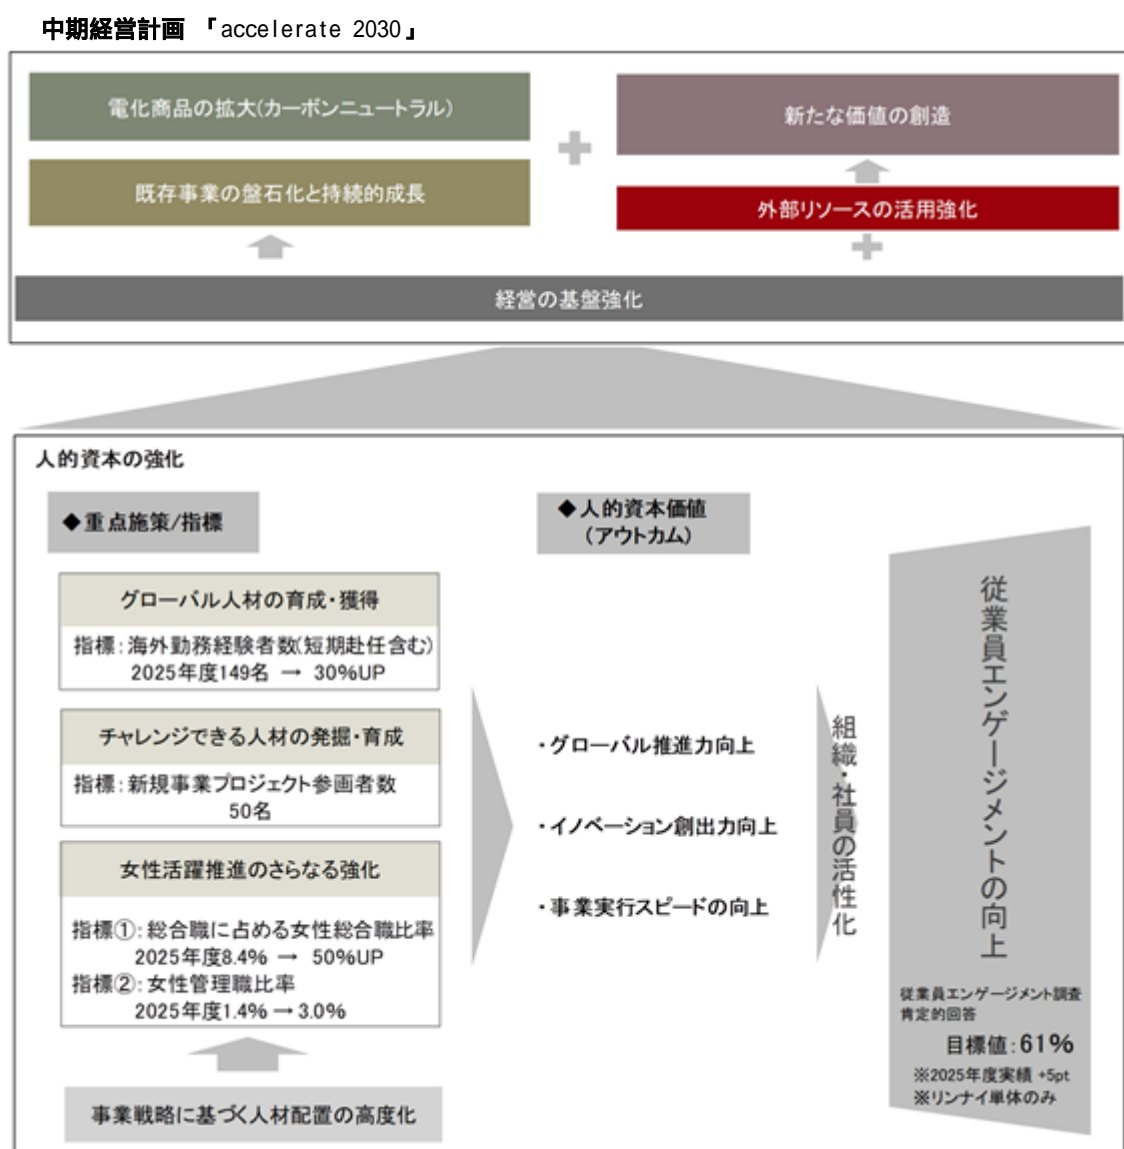 中期経営計画 「accelerate 2030」
電化商品の拡大(カーボンニュートラル)
既存事業の盤石化と持続的成長
新たな価値の創造
外部リソースの活用強化
経営の基盤強化
人的資本の強化
◆重点施策/指標
グローバル人材の育成・獲得
指標:海外勤務経験者数(短期赴任含む)
2025年度149名 → 30%UP
チャレンジできる人材の発掘・育成
指標:新規事業プロジェクト参画者数
50名
女性活躍推進のさらなる強化
指標①:総合職に占める女性総合職比率
2025年度8.4% → 50%UP
指標②:女性管理職比率
2025年度1.4% → 3.0%
事業戦略に基づく人材配置の高度化
◆人的資本価値
(アウトカム)
・グローバル推進力向上
・イノベーション創出力向上
・事業実行スピードの向上
組織・社員の活性化
従業員エンゲージメントの向上
従業員エンゲージメント調査
肯定的回答
目標値:61%
※2025年度実績 +5pt
※リンナイ単体のみ